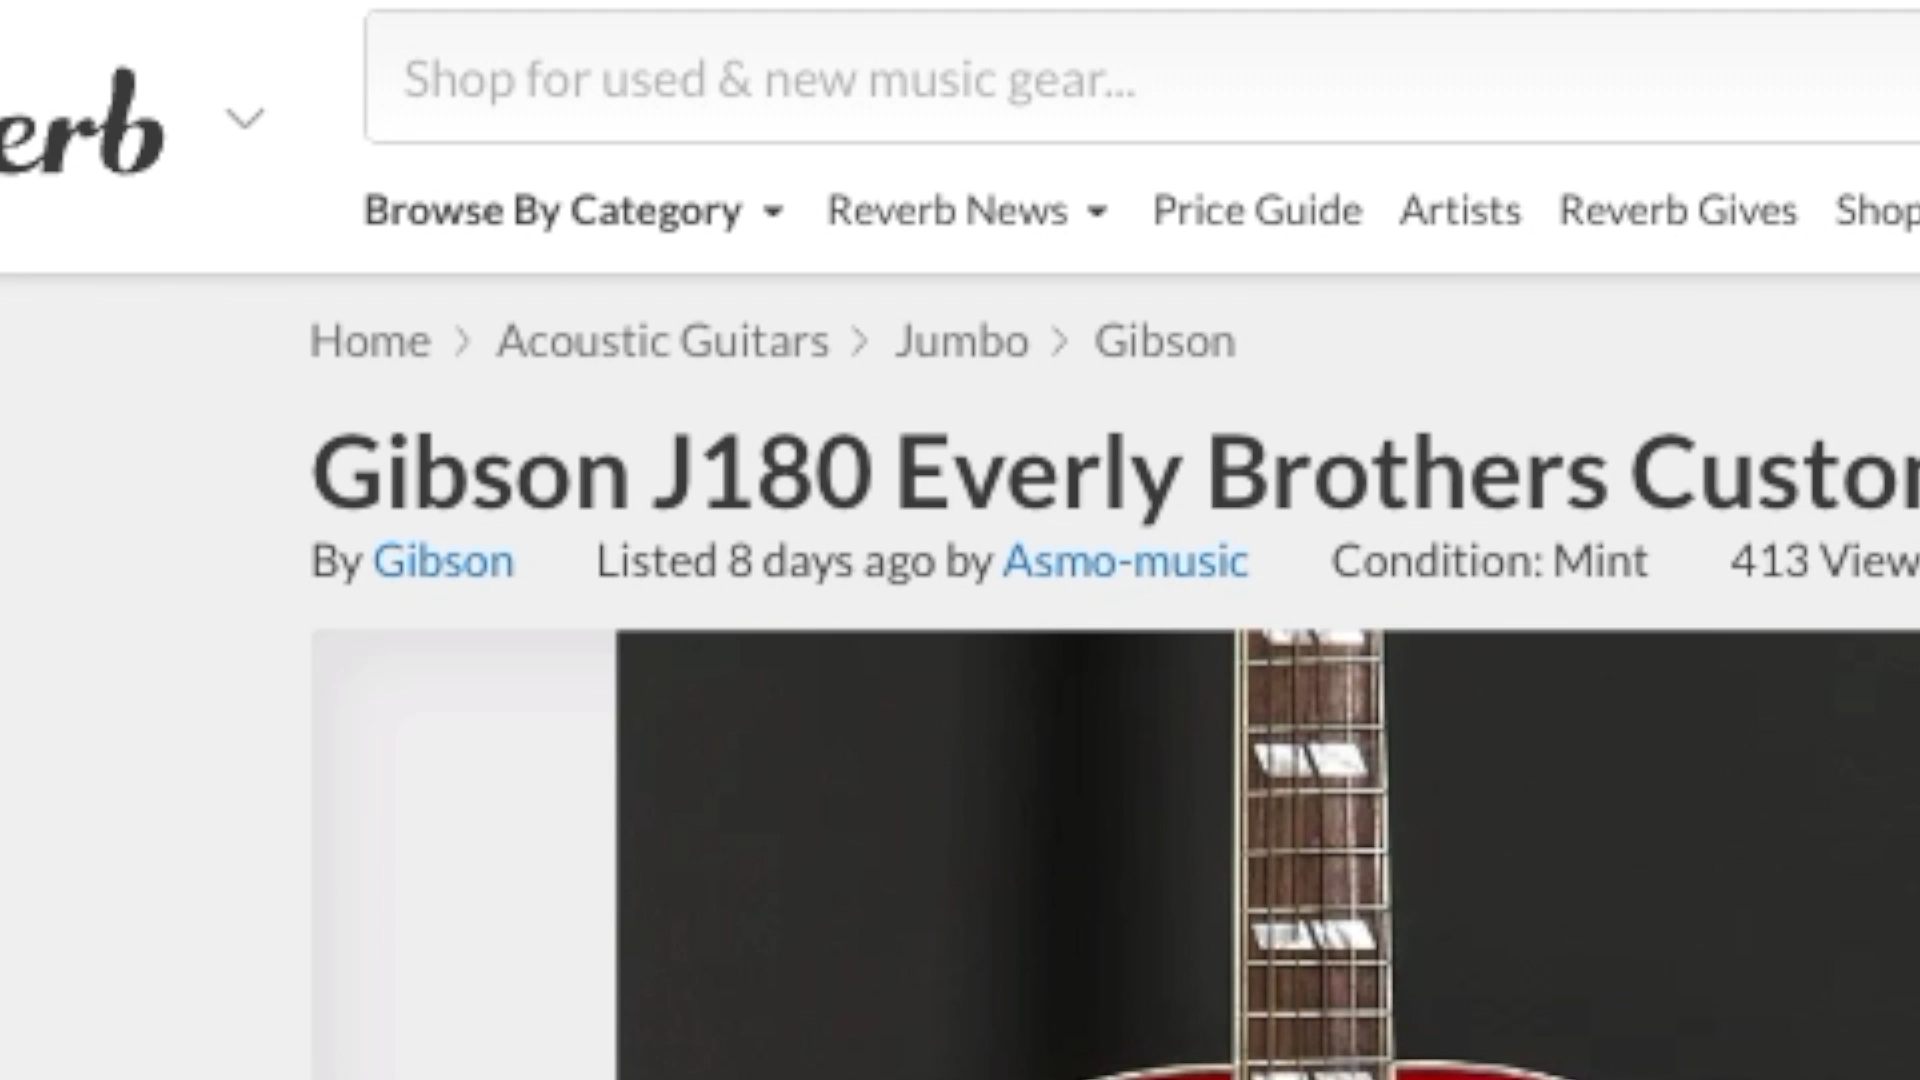 erb
Shop for used & new music gear...
Browse By Category Reverb News Price Guide Artists Reverb Gives Shop
Home > Acoustic Guitars > Jumbo > Gibson
Gibson J180 Everly Brothers Custo
By Gibson Listed 8 days ago by Asmo-music Condition: Mint 413 View